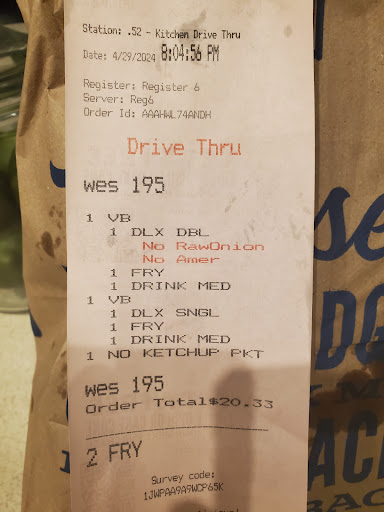 Station: .52 - Kitchen Drive Thru
Date: 4/29/2024 8:04:56 PM
Register: Register 6
Server: Reg6
Order Id: AAAHWL74ANDH
Drive Thru
wes 195
1 VB
1 DLX DBL
No RawOnion
No Amer
1 FRY
1 DRINK MED
1 VB
1 DLX SNGL
1 FRY
1 DRINK MED
1 NO KETCHUP PKT
wes 195
Order Total$20.33
2 FRY
Survey code:
1JWPAA9A9WCP65K